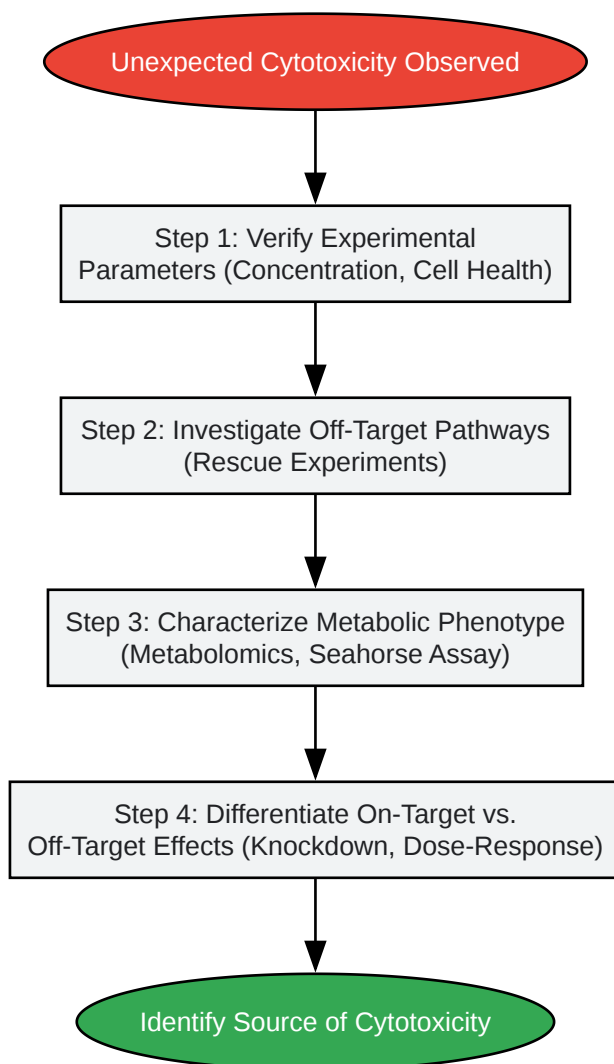 Unexpected Cytotoxicity Observed
Step 1: Verify Experimental
Parameters (Concentration, Cell Health)
Step 2: Investigate Off-Target Pathways
(Rescue Experiments)
Step 3: Characterize Metabolic Phenotype
(Metabolomics, Seahorse Assay)
Step 4: Differentiate On-Target vs.
Off-Target Effects (Knockdown, Dose-Response)
Identify Source of Cytotoxicity